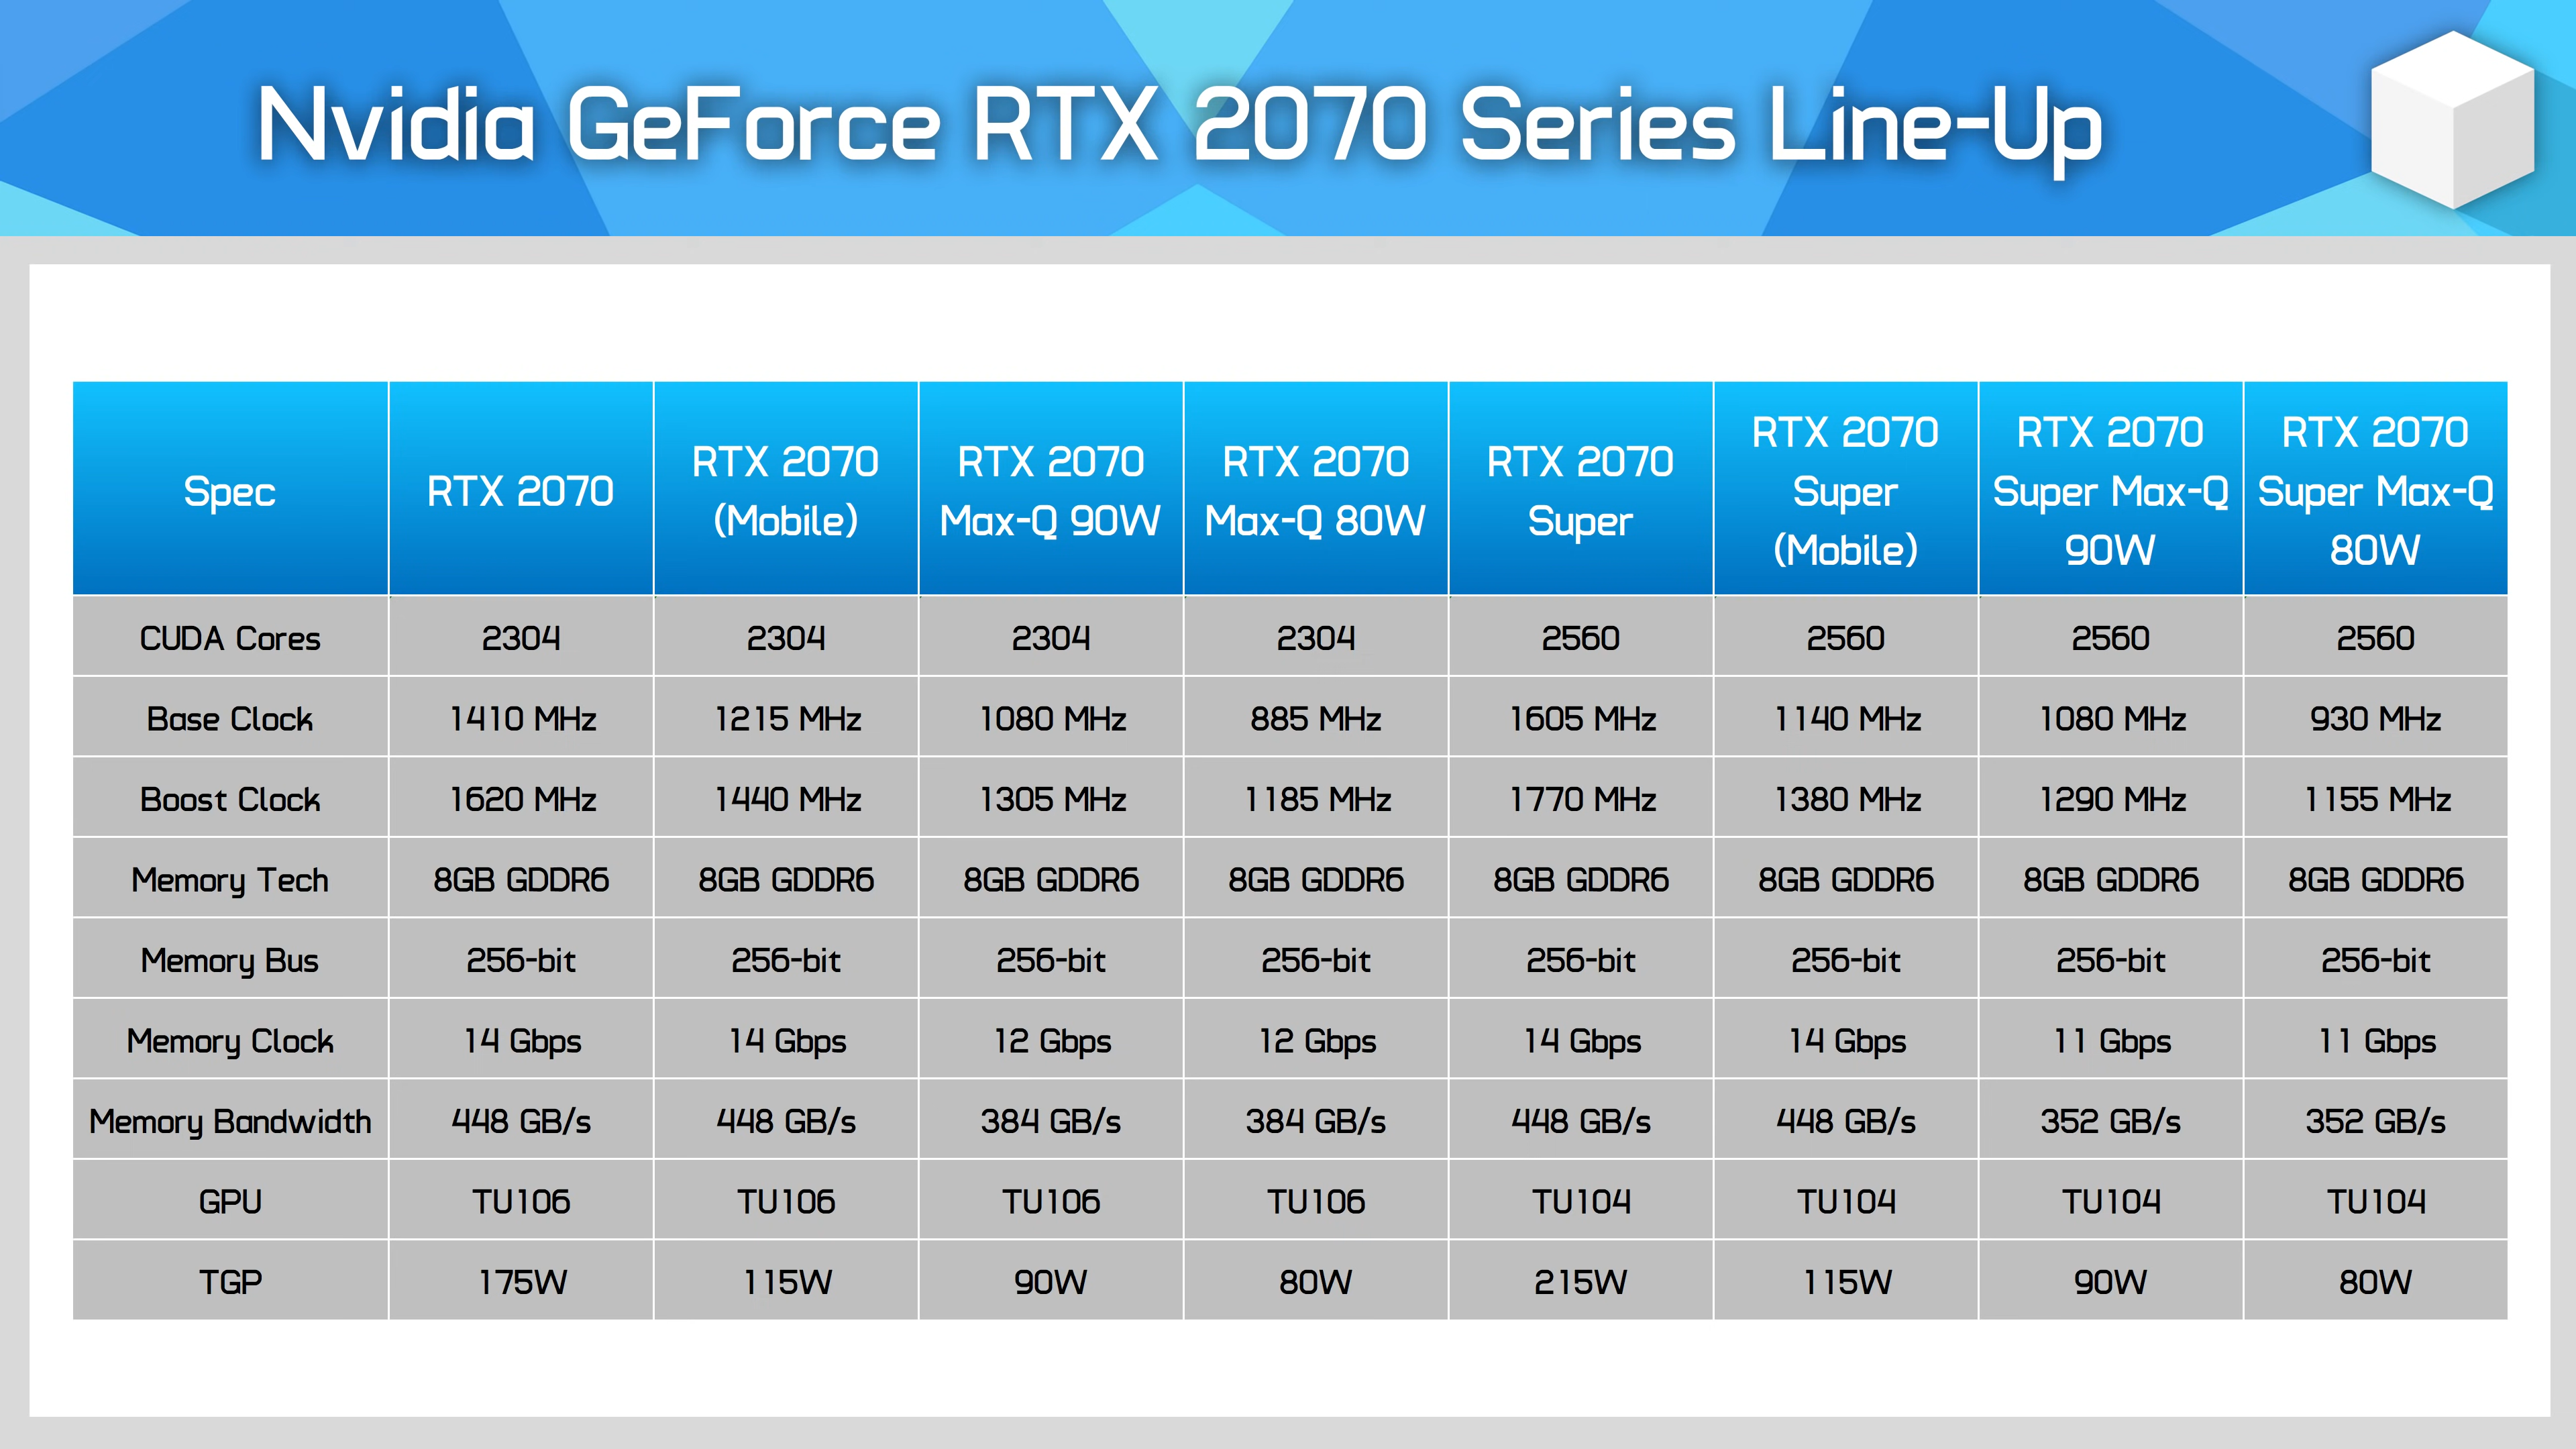 Nvidia GeForce RTX 2070 Series Line-Up
Spec RTX 2070 RTX 2070 (Mobile) RTX 2070 Max-Q 90W RTX 2070 Max-Q 80W RTX 2070 Super RTX 2070 Super (Mobile) RTX 2070 Super Max-Q 90W RTX 2070 Super Max-Q 80W
CUDA Cores 2304 2304 2304 2304 2560 2560 2560 2560
Base Clock 1410 MHz 1215 MHz 1080 MHz 885 MHz 1605 MHz 1140 MHz 1080 MHz 930 MHz
Boost Clock 1620 MHz 1440 MHz 1305 MHz 1185 MHz 1770 MHz 1380 MHz 1290 MHz 1155 MHz
Memory Tech 8GB GDDR6 8GB GDDR6 8GB GDDR6 8GB GDDR6 8GB GDDR6 8GB GDDR6 8GB GDDR6 8GB GDDR6
Memory Bus 256-bit 256-bit 256-bit 256-bit 256-bit 256-bit 256-bit 256-bit
Memory Clock 14 Gbps 14 Gbps 12 Gbps 12 Gbps 14 Gbps 14 Gbps 11 Gbps 11 Gbps
Memory Bandwidth 448 GB/s 448 GB/s 384 GB/s 384 GB/s 448 GB/s 448 GB/s 352 GB/s 352 GB/s
GPU TU106 TU106 TU106 TU106 TU104 TU104 TU104 TU104
TGP 175W 115W 90W 80W 215W 115W 90W 80W